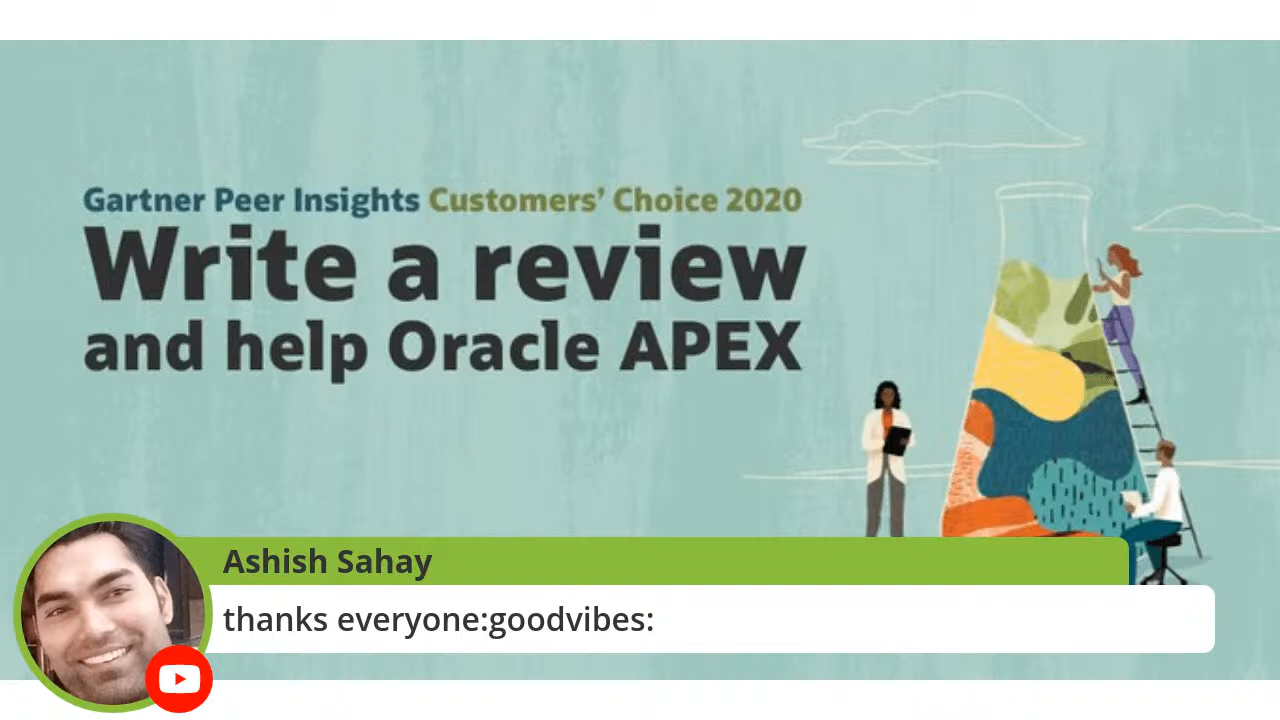 Gartner Peer Insights Customers’ Choice 2020
Write a review
and help Oracle APEX
Ashish Sahay
thanks everyone:goodvibes: